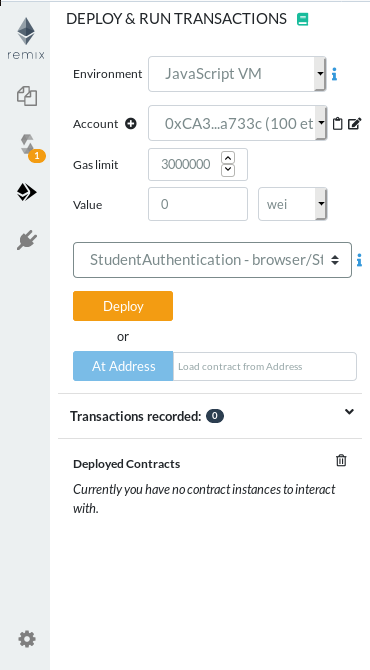 DEPLOY & RUN TRANSACTIONS
remix
Environment JavaScript VM
Account 0xCA3...a733c (100 et
1
Gas limit 3000000
Value 0 wei
StudentAuthentication - browser/St
Deploy
or
At Address Load contract from Address
Transactions recorded: 0
Deployed Contracts
Currently you have no contract instances to interact
with.